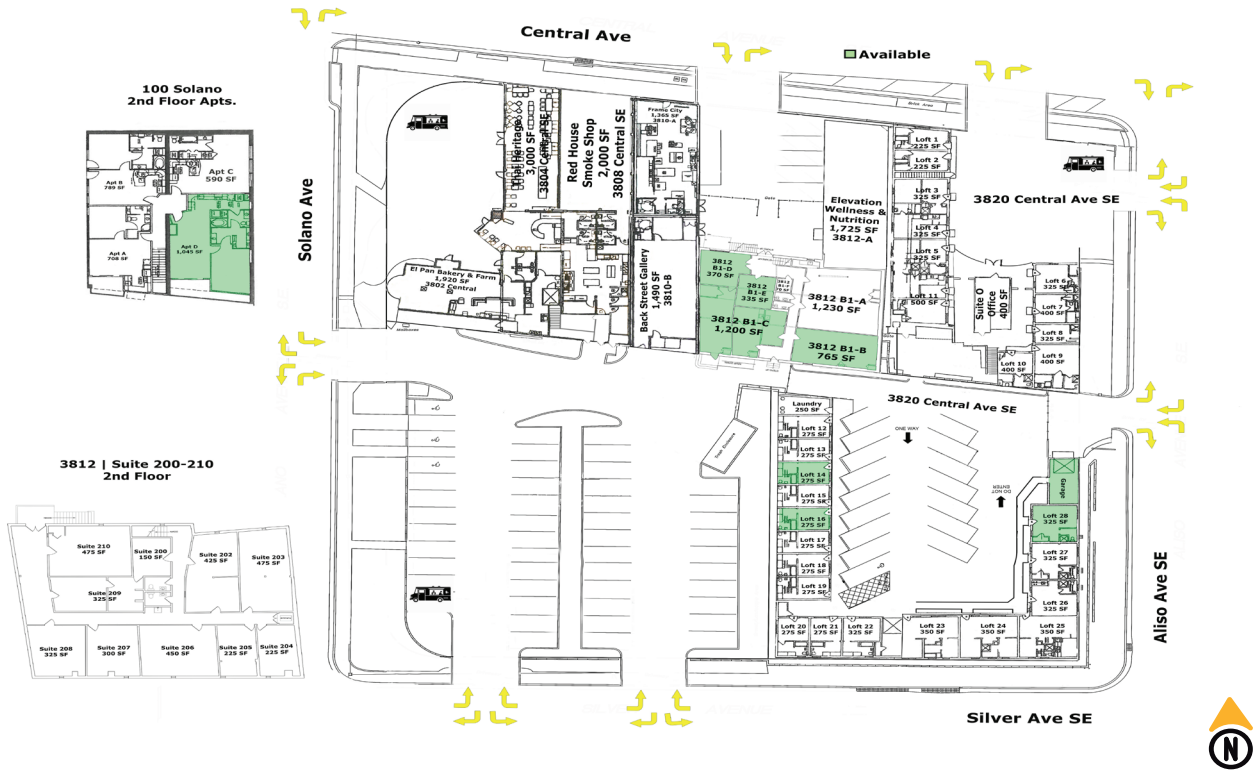 Central Ave
Available
100 Solano
2nd Floor Apts.
Apt B
789 SF
Apt C
590 SF
Apt A
708 SF
Apt D
1,045 SF
Solano Ave
Thai Heritage
3,000 SF
3804 Central SE
Red House
Smoke Shop
2,000 SF
3808 Central SE
Frame City
1,365 SF
3810-A
El Pan Bakery & Farm
1,920 SF
3802 Central
Back Street Gallery
1,490 SF
3810-B
Elevation
Wellness &
Nutrition
1,725 SF
3812-A
3812
B1-D
370 SF
3812
B1-E
335 SF
3812 B1-C
1,200 SF
3812 B1-A
1,230 SF
3812 B1-B
765 SF
Loft 1
225 SF
Loft 2
225 SF
Loft 3
325 SF
Loft 4
325 SF
Loft 5
325 SF
Loft 11
500 SF
3820 Central Ave SE
Suite O
Office
400 SF
Loft 6
325 SF
Loft 7
400 SF
Loft 8
325 SF
Loft 9
400 SF
Loft 10
400 SF
3820 Central Ave SE
Laundry
250 SF
Loft 12
275 SF
Loft 13
275 SF
Loft 14
275 SF
Loft 15
275 SF
Loft 16
275 SF
Loft 17
275 SF
Loft 18
275 SF
Loft 19
275 SF
Loft 20
275 SF
Loft 21
275 SF
Loft 22
325 SF
Loft 23
350 SF
Loft 24
350 SF
Loft 25
350 SF
Loft 26
325 SF
Loft 27
325 SF
Loft 28
325 SF
Garage
ONE WAY
DO NOT
ENTER
3812 | Suite 200-210
2nd Floor
Suite 210
475 SF
Suite 200
150 SF
Suite 202
425 SF
Suite 203
475 SF
Suite 209
325 SF
Suite 208
325 SF
Suite 207
300 SF
Suite 206
450 SF
Suite 205
225 SF
Suite 204
225 SF
Aliso Ave SE
Silver Ave SE
N